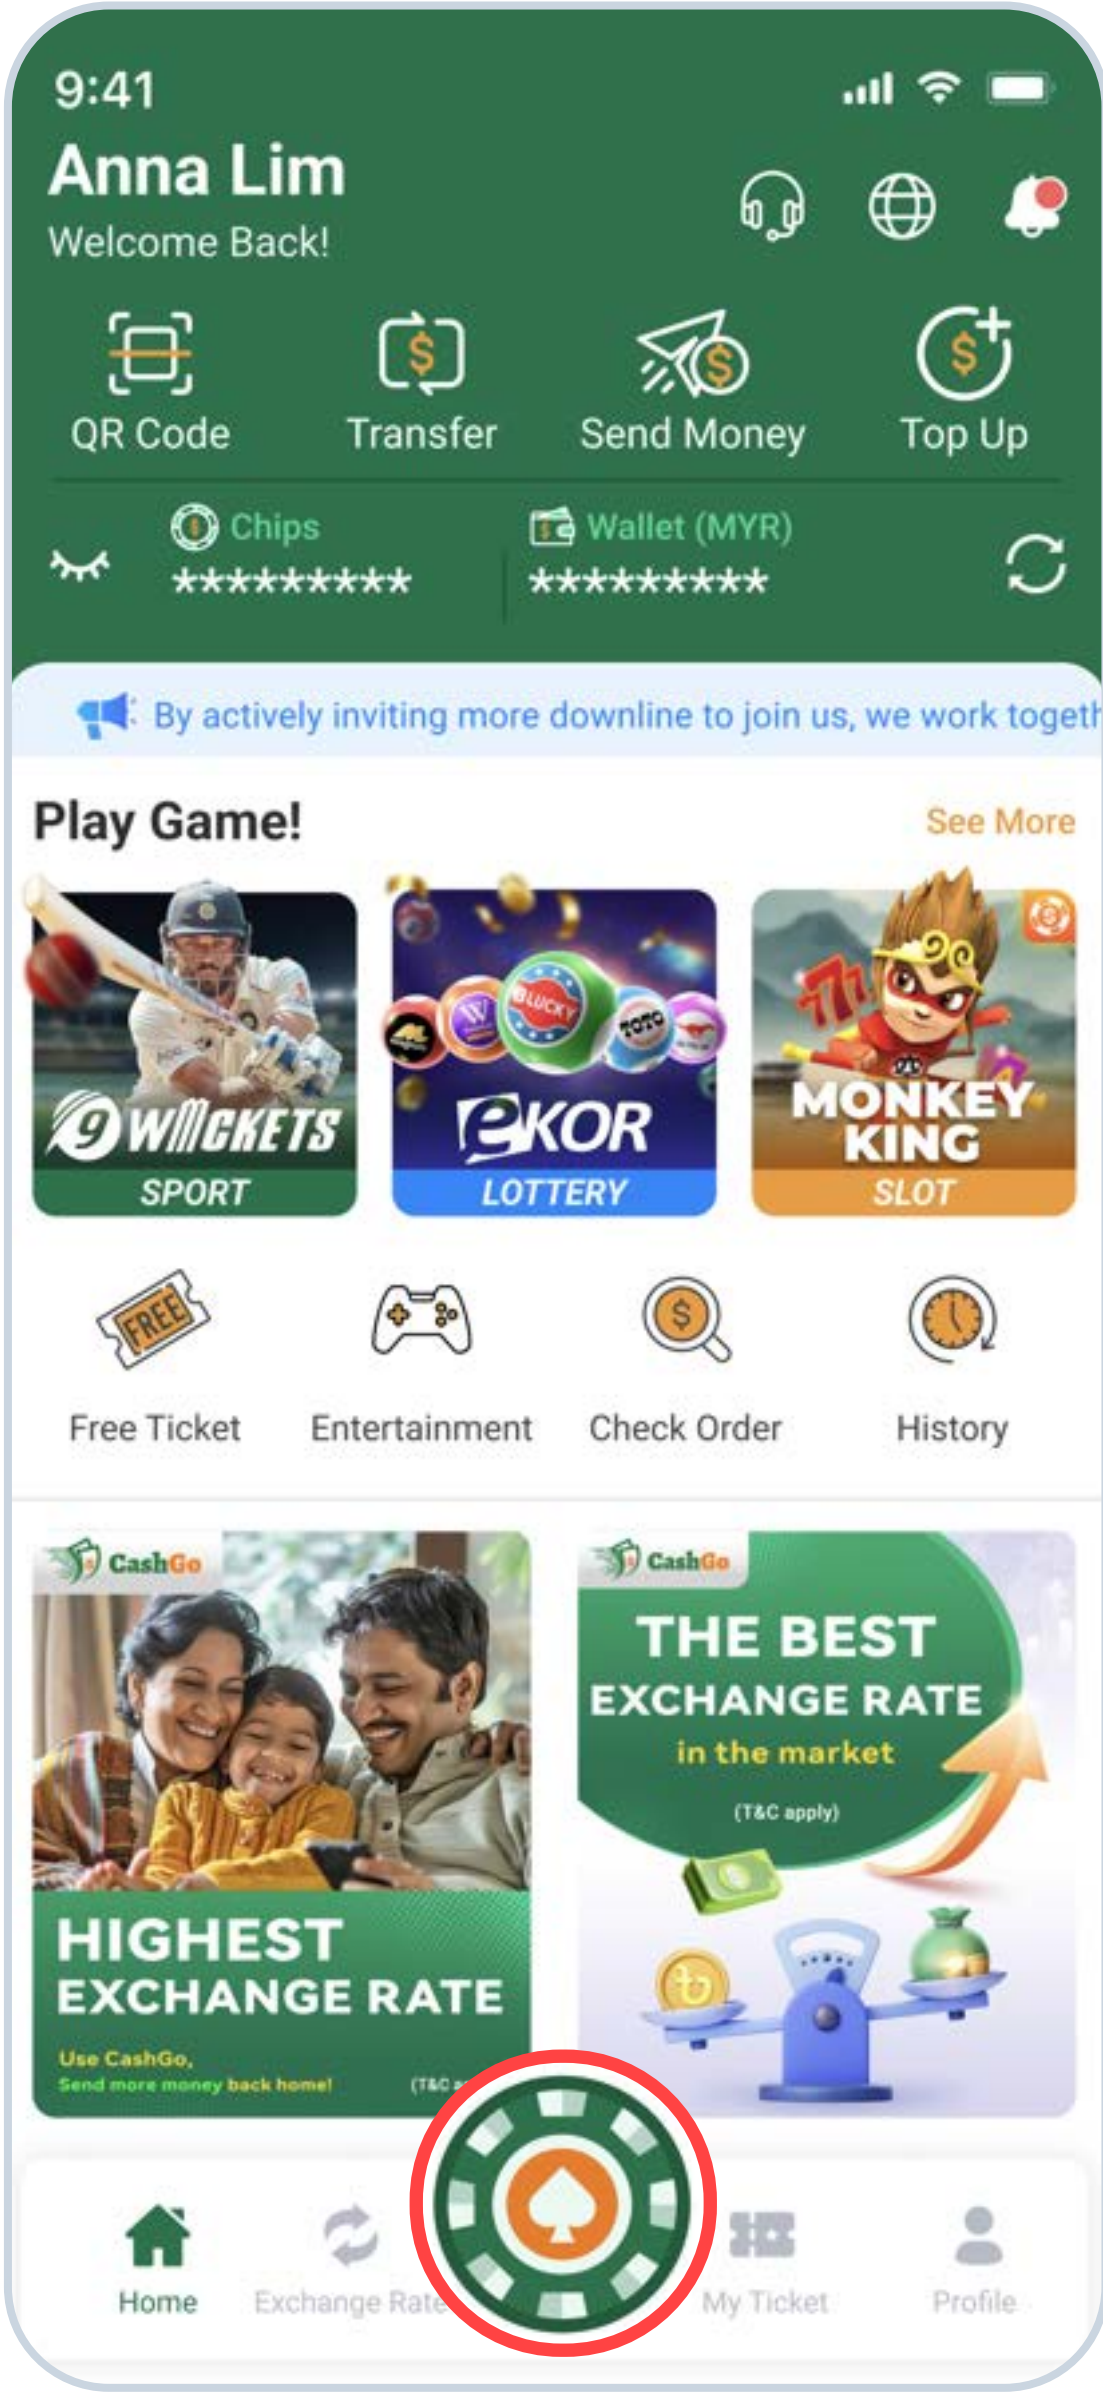 9:41
Anna Lim
Welcome Back!
QR Code
Transfer
Send Money
Top Up
Chips
*********
Wallet (MYR)
*********
By actively inviting more downline to join us, we work togeth
Play Game!
See More
9WICKETS
SPORT
LUCKY
TOTO
eKOR
LOTTERY
777
MONKEY
KING
SLOT
FREE
Free Ticket
Entertainment
Check Order
History
CashGo
HIGHEST
EXCHANGE RATE
Use CashGo,
Send more money back home!
(T&C
CashGo
THE BEST
EXCHANGE RATE
in the market
(T&C apply)
Home
Exchange Rate
My Ticket
Profile